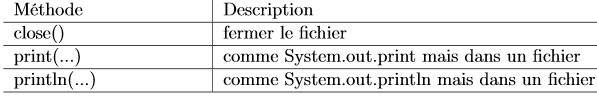 Méthode Description
close() fermer le fichier
print(...) comme System.out.print mais dans un fichier
println(...) comme System.out.println mais dans un fichier